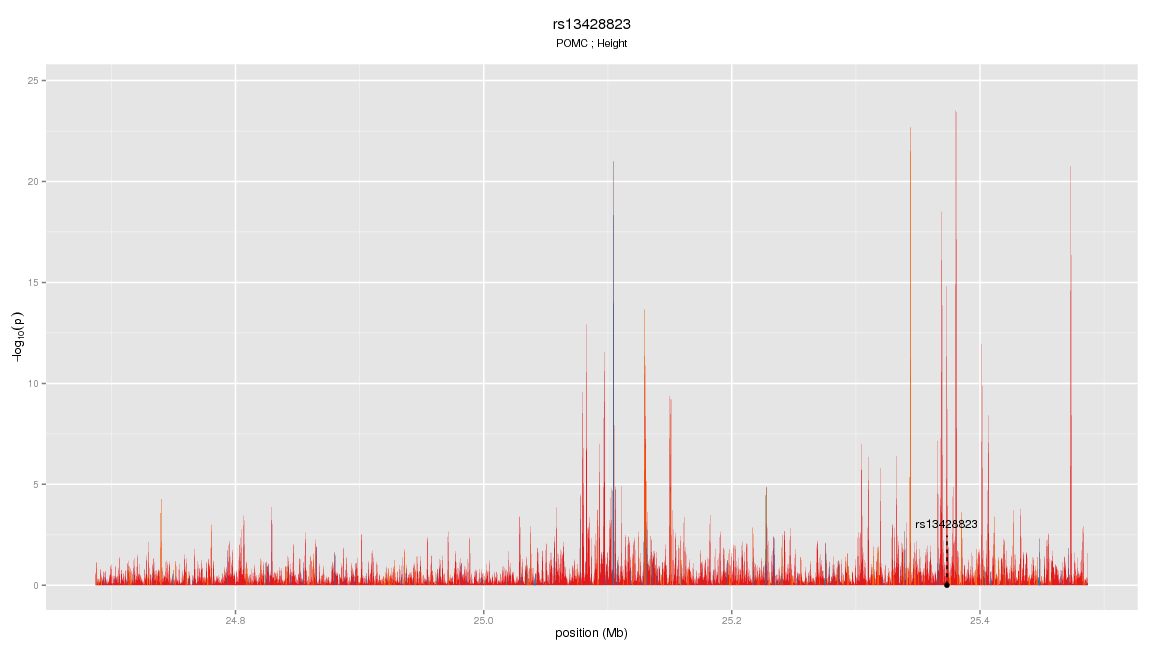 rs13428823
POMC ; Height
25
20
15
10
5
0
−log10(p)
rs13428823
24.8 25.0 25.2 25.4
position (Mb)